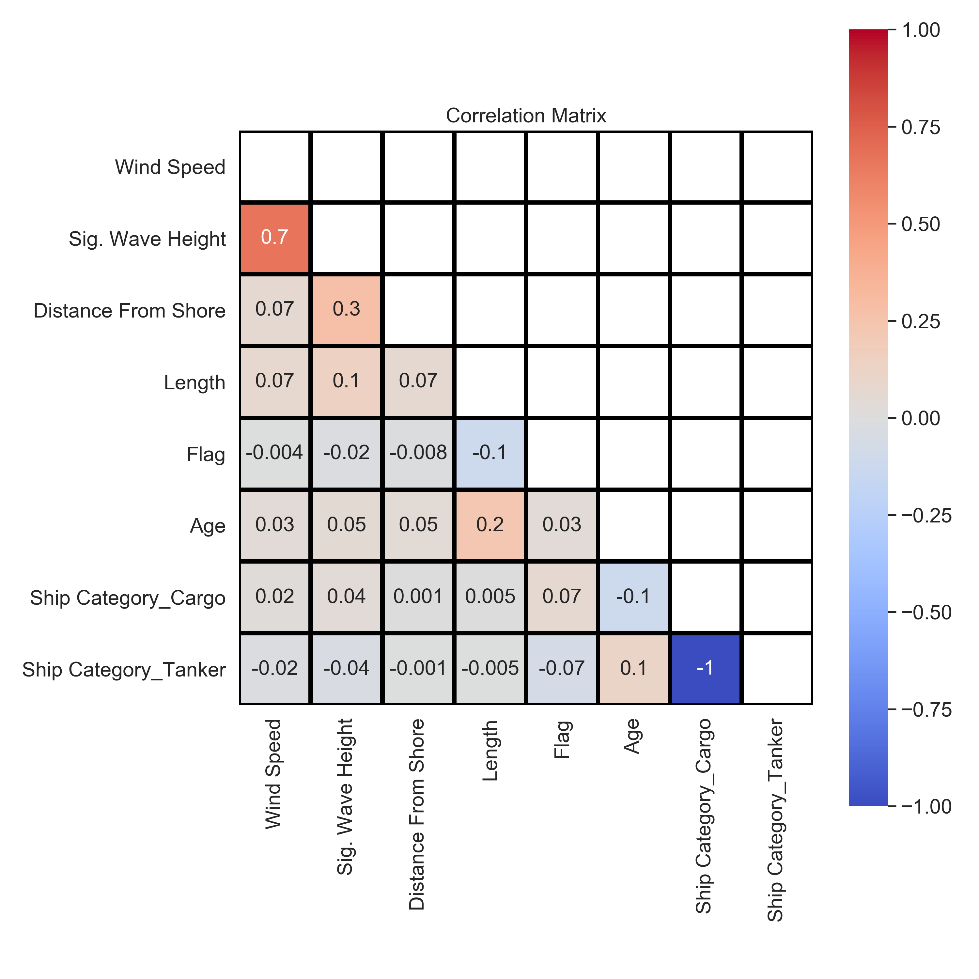 Correlation Matrix
Wind Speed
Sig. Wave Height 0.7
Distance From Shore 0.07 0.3
Length 0.07 0.1 0.07
Flag -0.004 -0.02 -0.008 -0.1
Age 0.03 0.05 0.05 0.2 0.03
Ship Category_Cargo 0.02 0.04 0.001 0.005 0.07 -0.1
Ship Category_Tanker -0.02 -0.04 -0.001 -0.005 -0.07 0.1 -1
Wind Speed
Sig. Wave Height
Distance From Shore
Length
Flag
Age
Ship Category_Cargo
Ship Category_Tanker
1.00
0.75
0.50
0.25
0.00
−0.25
−0.50
−0.75
−1.00